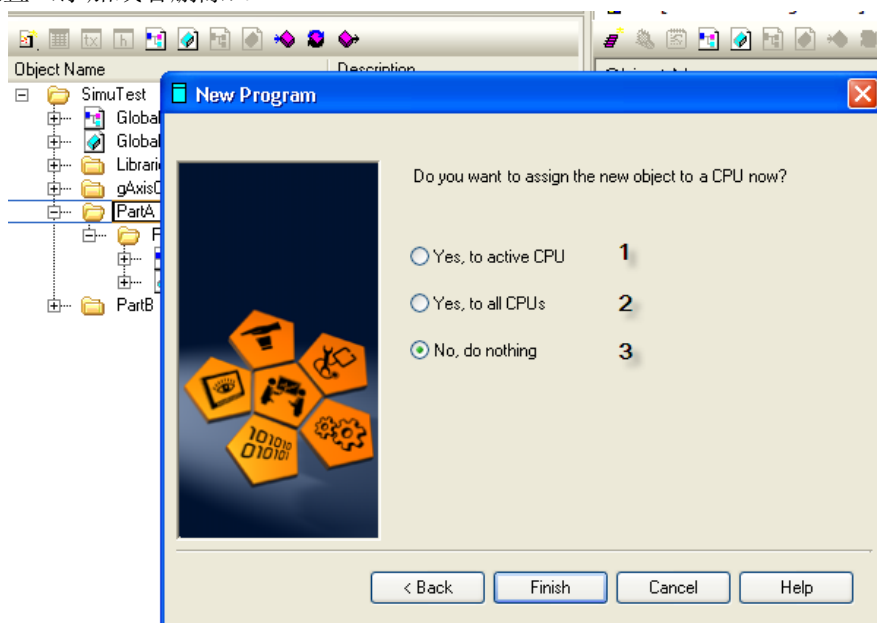 Object Name
Description
SimuTest
Global
Global
Librari
gAxisC
PartA
PartB
New Program
Do you want to assign the new object to a CPU now?
Yes, to active CPU 1
Yes, to all CPUs 2
No, do nothing 3
101010
010101
< Back Finish Cancel Help